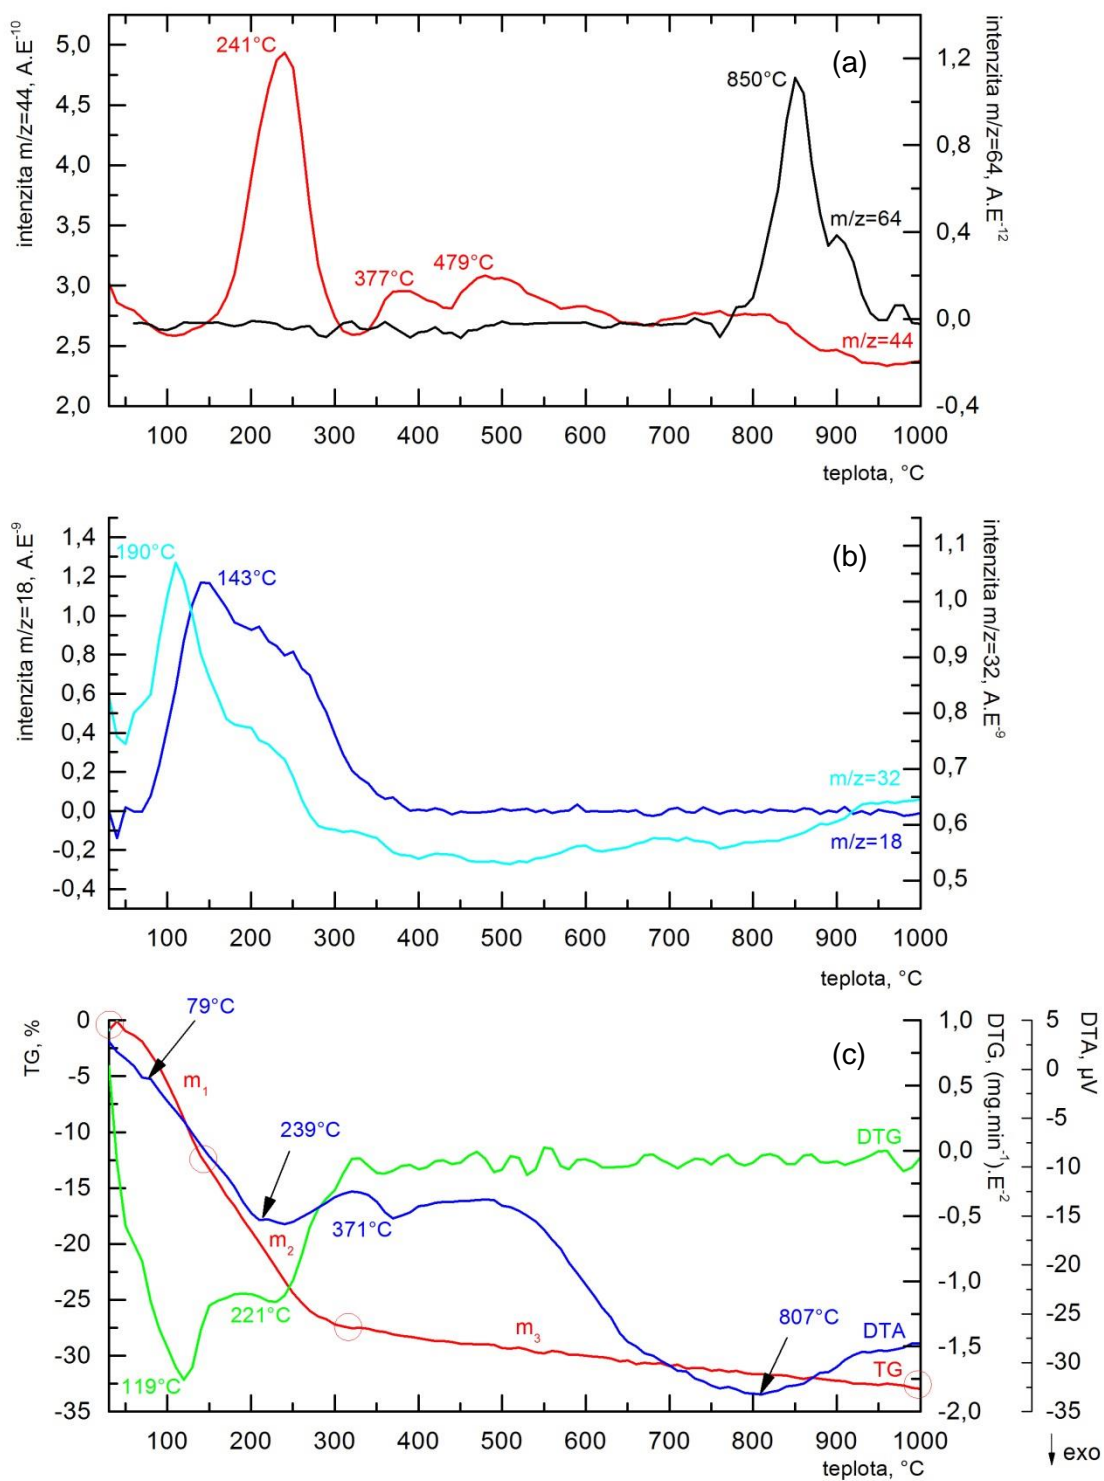 intenzita m/z=44, A.E⁻¹⁰
5,0
4,5
4,0
3,5
3,0
2,5
2,0
241°C
377°C
479°C
850°C
(a)
m/z=64
m/z=44
1,2
0,8
0,4
0,0
-0,4
intenzita m/z=64, A.E⁻¹²
100 200 300 400 500 600 700 800 900 1000
teplota, °C
intenzita m/z=18, A.E⁻⁹
1,4
1,2
1,0
0,8
0,6
0,4
0,2
0,0
-0,2
-0,4
190°C
143°C
(b)
m/z=32
m/z=18
1,1
1,0
0,9
0,8
0,7
0,6
0,5
intenzita m/z=32, A.E⁻⁹
100 200 300 400 500 600 700 800 900 1000
teplota, °C
TG, %
0
-5
-10
-15
-20
-25
-30
-35
79°C
m₁
239°C
m₂
371°C
221°C
119°C
m₃
807°C
(c)
DTG
DTA
TG
1,0
0,5
0,0
-0,5
-1,0
-1,5
-2,0
DTG, (mg.min⁻¹).E⁻²
5
0
-5
-10
-15
-20
-25
-30
-35
DTA, µV
100 200 300 400 500 600 700 800 900 1000
teplota, °C
↓ exo